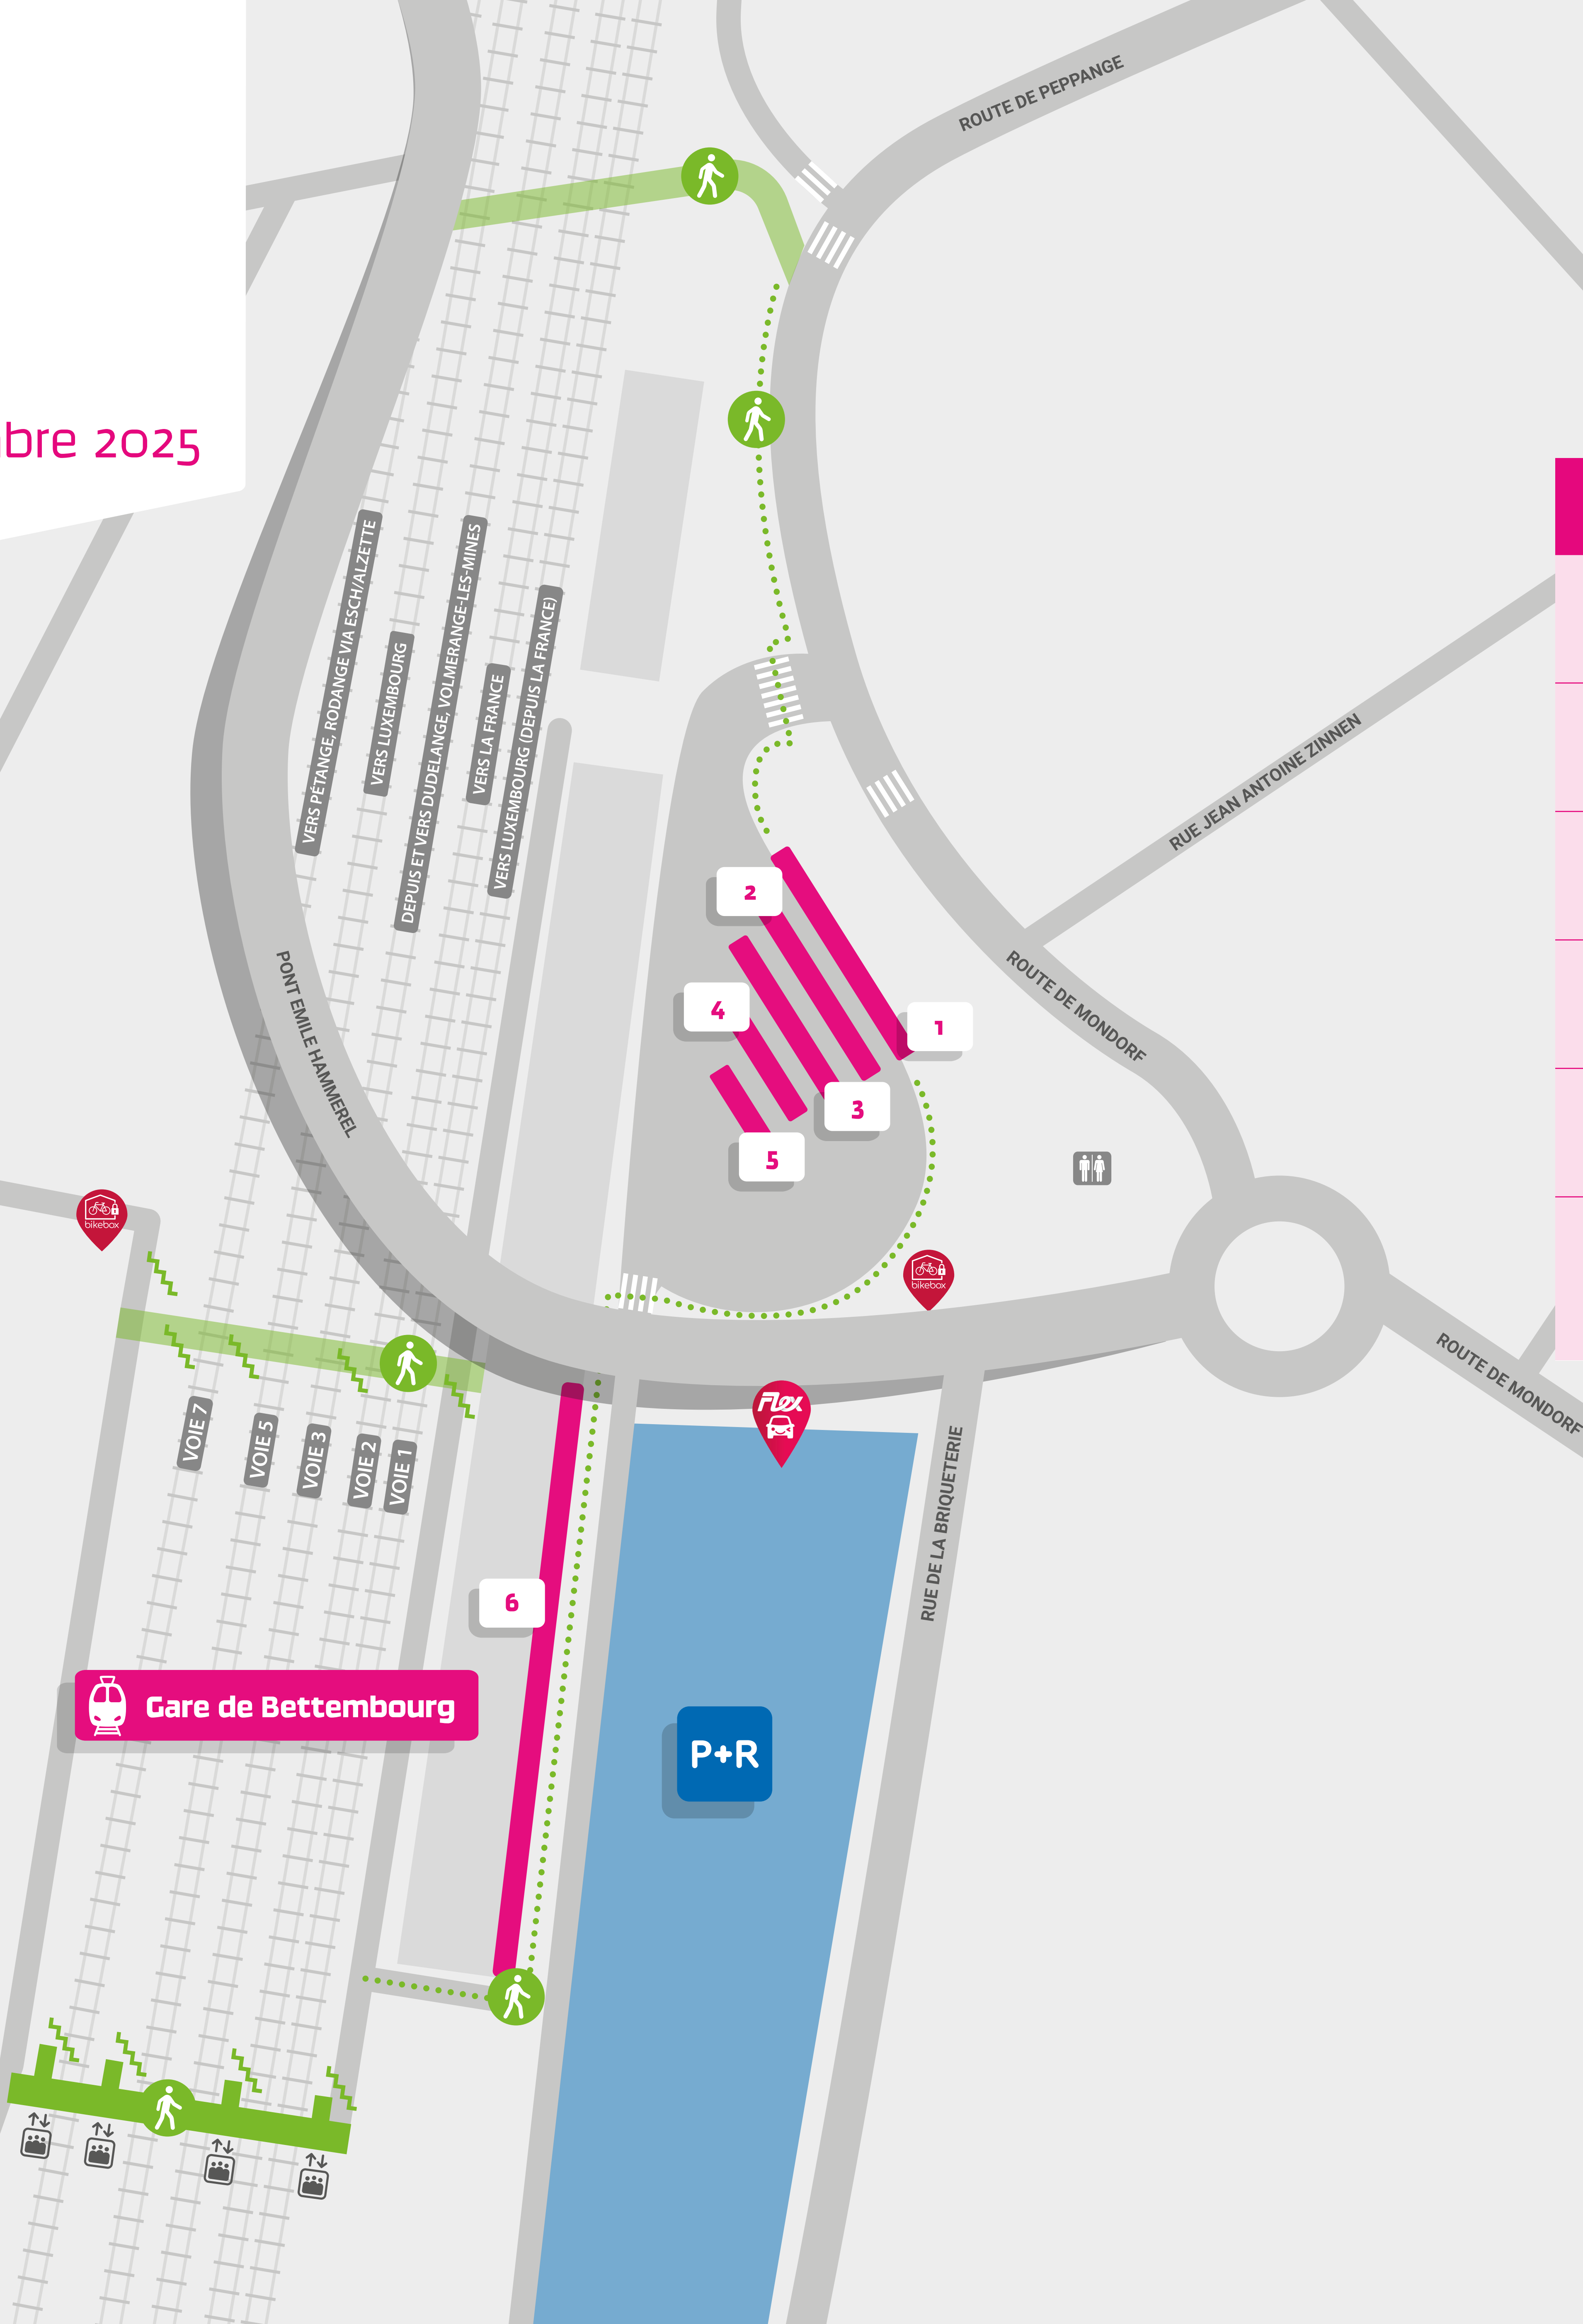 ROUTE DE PEPPANGE
bre 2025
VERS PÉTANGE, RODANGE VIA ESCH/ALZETTE
VERS LUXEMBOURG
DEPUIS ET VERS DUDELANGE, VOLMERANGE-LES-MINES
VERS LA FRANCE
VERS LUXEMBOURG (DEPUIS LA FRANCE)
RUE JEAN ANTOINE ZINNEN
2
4
1
3
5
ROUTE DE MONDORF
PONT EMILE HAMMEREL
bikebox
bikebox
ROUTE DE MONDORF
Flex
VOIE 7
VOIE 5
VOIE 3
VOIE 2
VOIE 1
RUE DE LA BRIQUETERIE
6
Gare de Bettembourg
P+R